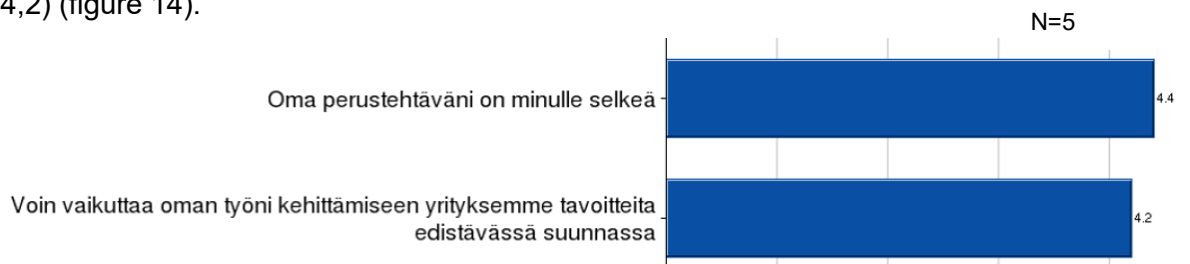 4,2) (figure 14).
N=5
Oma perustehtäväni on minulle selkeä
4.4
Voin vaikuttaa oman työni kehittämiseen yrityksemme tavoitteita
edistävässä suunnassa
4.2